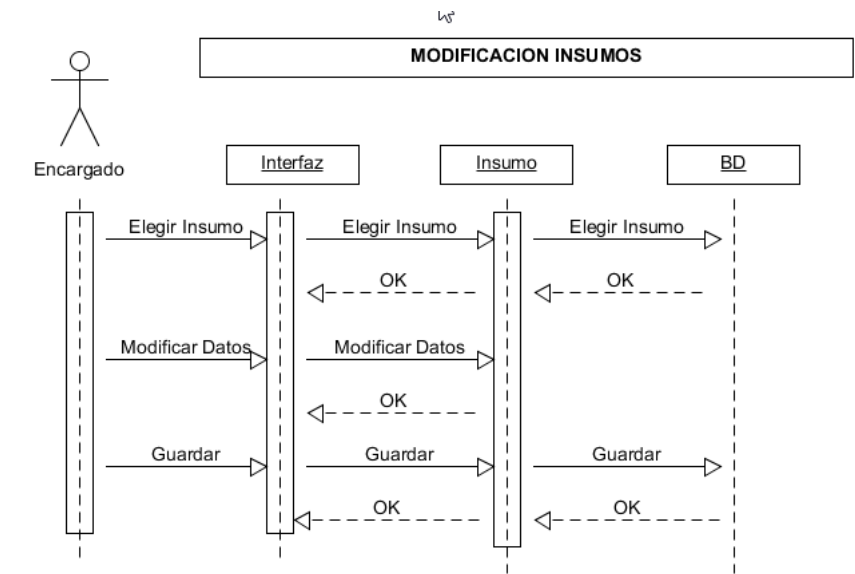 MODIFICACION INSUMOS
Encargado
Interfaz
Insumo
BD
Elegir Insumo
Elegir Insumo
Elegir Insumo
OK
OK
Modificar Datos
Modificar Datos
OK
Guardar
Guardar
Guardar
OK
OK